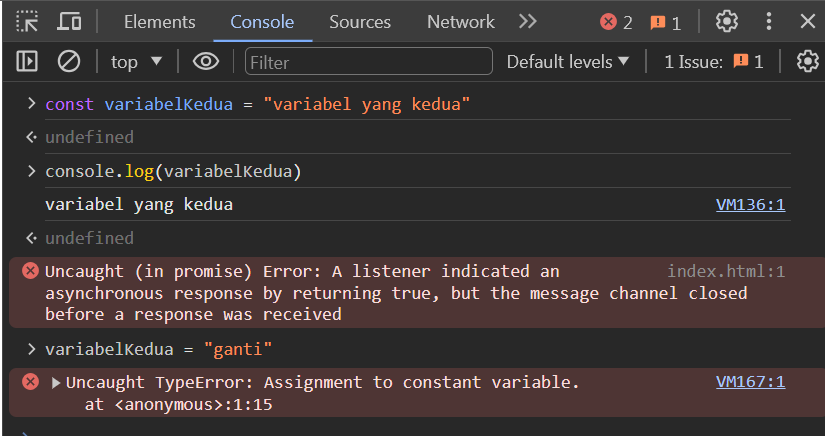 Elements Console Sources Network 2 1
top Filter Default levels 1 Issue: 1
const variabelKedua = "variabel yang kedua"
undefined
console.log(variabelKedua)
variabel yang kedua VM136:1
undefined
Uncaught (in promise) Error: A listener indicated an index.html:1
asynchronous response by returning true, but the message channel closed
before a response was received
variabelKedua = "ganti"
Uncaught TypeError: Assignment to constant variable. VM167:1
at <anonymous>:1:15